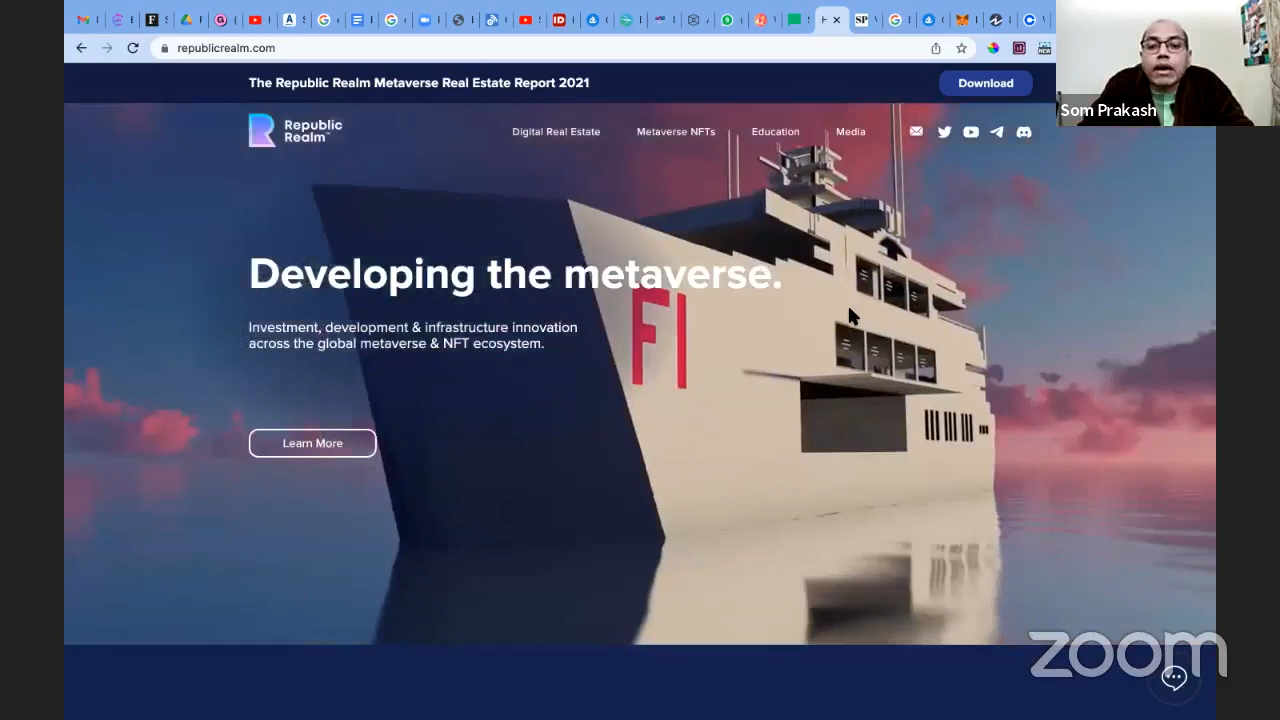 republicrealm.com
NEW
The Republic Realm Metaverse Real Estate Report 2021
Download
Som Prakash
Republic
Realm™
Digital Real Estate
Metaverse NFTs
Education
Media
Developing the metaverse.
FI
Investment, development & infrastructure innovation
across the global metaverse & NFT ecosystem.
Learn More
zoom